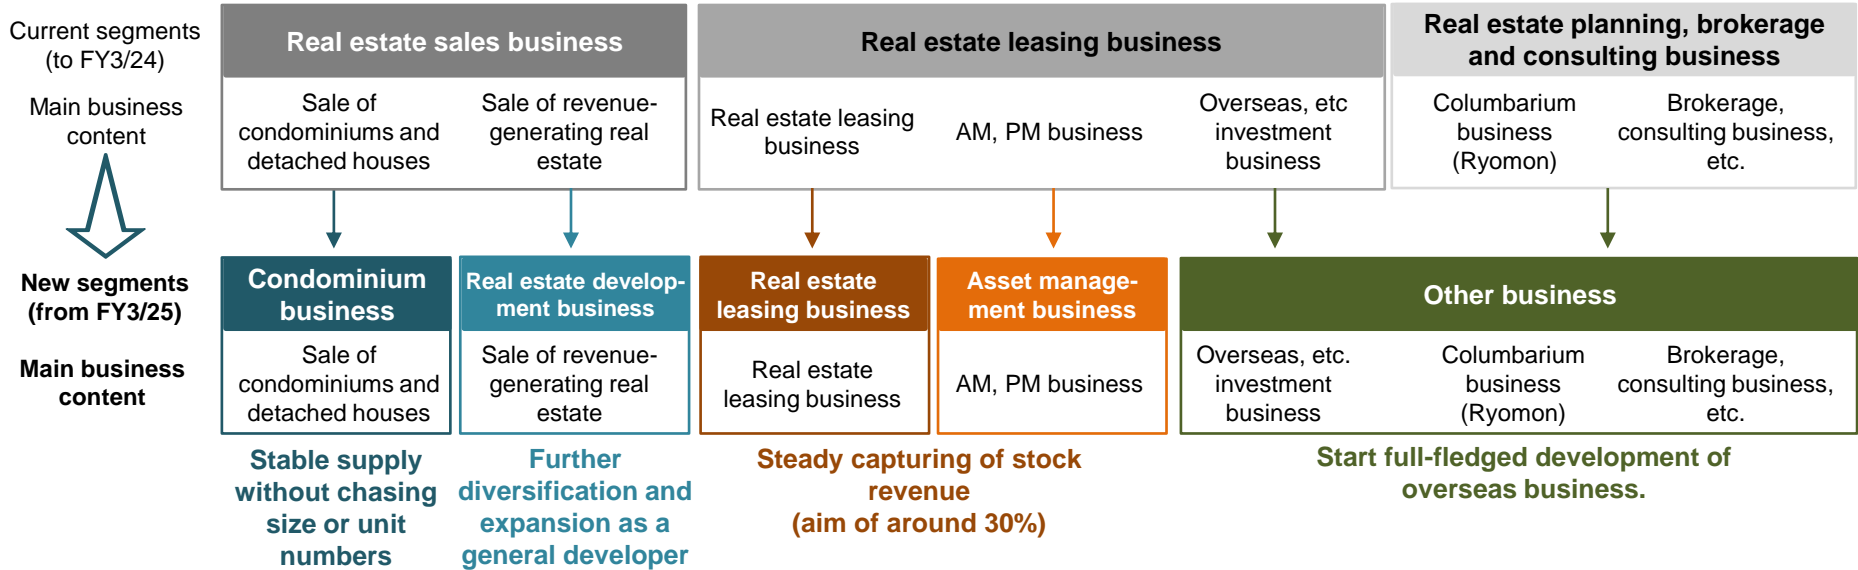 Current segments
(to FY3/24)
Real estate sales business
Real estate leasing business
Real estate planning, brokerage
and consulting business
Main business
content
Sale of
condominiums and
detached houses
Sale of revenue-
generating real
estate
Real estate leasing
business
AM, PM business
Overseas, etc
investment
business
Columbarium
business
(Ryomon)
Brokerage,
consulting business,
etc.
New segments
(from FY3/25)
Condominium
business
Real estate develop-
ment business
Real estate
leasing business
Asset manage-
ment business
Other business
Main business
content
Sale of
condominiums and
detached houses
Sale of revenue-
generating real
estate
Real estate
leasing business
AM, PM business
Overseas, etc.
investment
business
Columbarium
business
(Ryomon)
Brokerage,
consulting business,
etc.
Stable supply
without chasing
size or unit
numbers
Further
diversification and
expansion as a
general developer
Steady capturing of stock
revenue
(aim of around 30%)
Start full-fledged development of
overseas business.